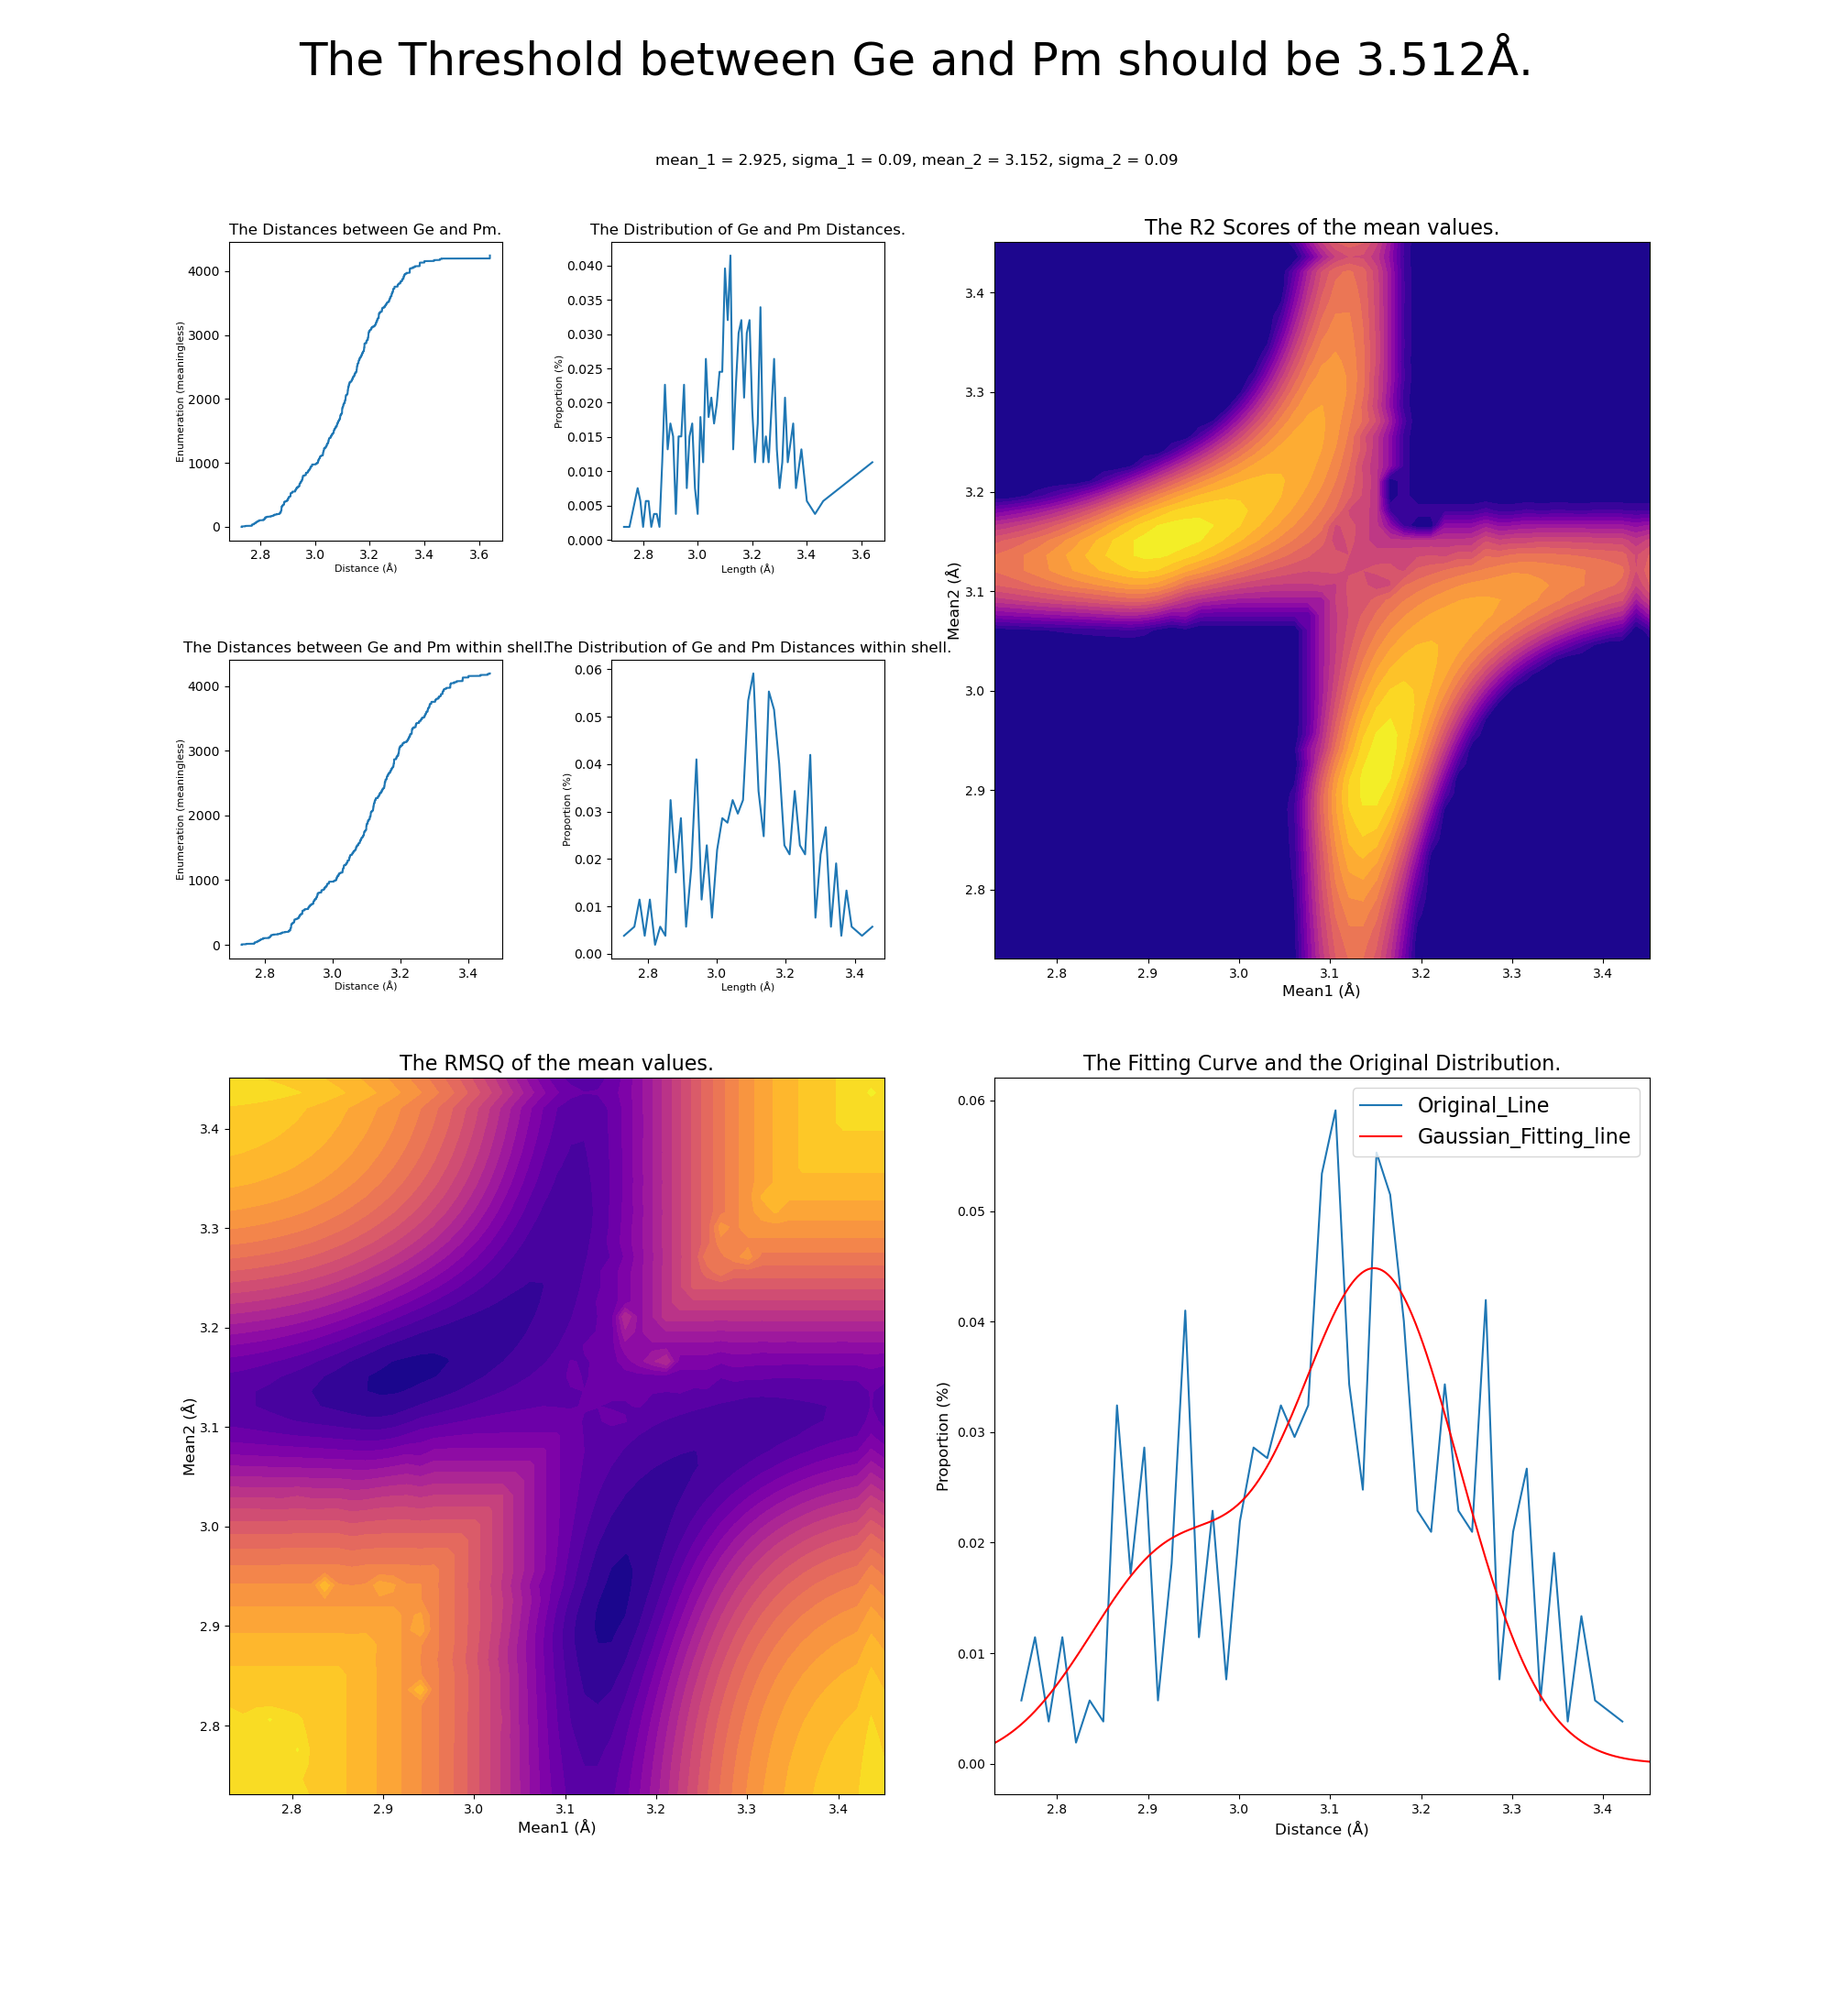 The Threshold between Ge and Pm should be 3.512Å.
mean_1 = 2.925, sigma_1 = 0.09, mean_2 = 3.152, sigma_2 = 0.09
The Distances between Ge and Pm.
4000
3000
2000
1000
0
Enumeration (meaningless)
2.8 3.0 3.2 3.4 3.6
Distance (Å)
The Distribution of Ge and Pm Distances.
0.040
0.035
0.030
0.025
0.020
0.015
0.010
0.005
0.000
Proportion (%)
2.8 3.0 3.2 3.4 3.6
Length (Å)
The R2 Scores of the mean values.
3.4
3.3
3.2
3.1
3.0
2.9
2.8
Mean2 (Å)
2.8 2.9 3.0 3.1 3.2 3.3 3.4
Mean1 (Å)
The Distances between Ge and Pm within shell.
4000
3000
2000
1000
0
Enumeration (meaningless)
2.8 3.0 3.2 3.4
Distance (Å)
The Distribution of Ge and Pm Distances within shell.
0.06
0.05
0.04
0.03
0.02
0.01
0.00
Proportion (%)
2.8 3.0 3.2 3.4
Length (Å)
The RMSQ of the mean values.
3.4
3.3
3.2
3.1
3.0
2.9
2.8
Mean2 (Å)
2.8 2.9 3.0 3.1 3.2 3.3 3.4
Mean1 (Å)
The Fitting Curve and the Original Distribution.
Original_Line
Gaussian_Fitting_line
0.06
0.05
0.04
0.03
0.02
0.01
0.00
Proportion (%)
2.8 2.9 3.0 3.1 3.2 3.3 3.4
Distance (Å)